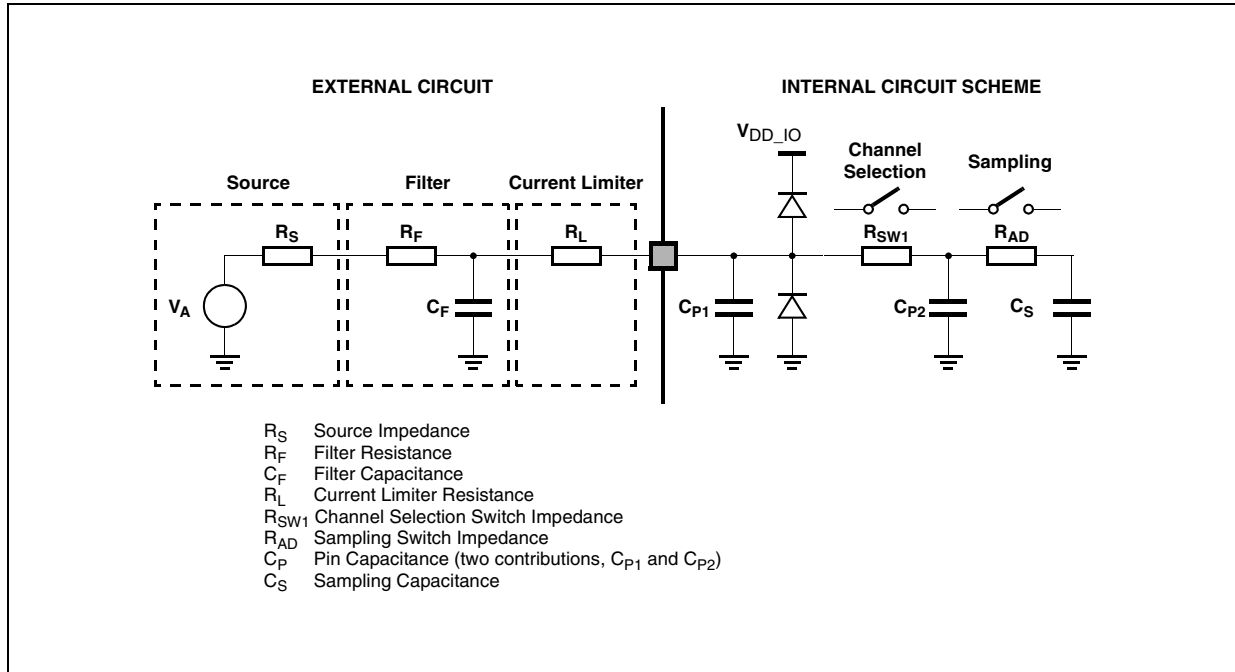 EXTERNAL CIRCUIT
INTERNAL CIRCUIT SCHEME
VDD_IO
Channel
Selection
Sampling
Source
Filter
Current Limiter
RS
RF
RL
RSW1
RAD
VA
CF
CP1
CP2
CS
RS Source Impedance
RF Filter Resistance
CF Filter Capacitance
RL Current Limiter Resistance
RSW1 Channel Selection Switch Impedance
RAD Sampling Switch Impedance
CP Pin Capacitance (two contributions, CP1 and CP2)
CS Sampling Capacitance